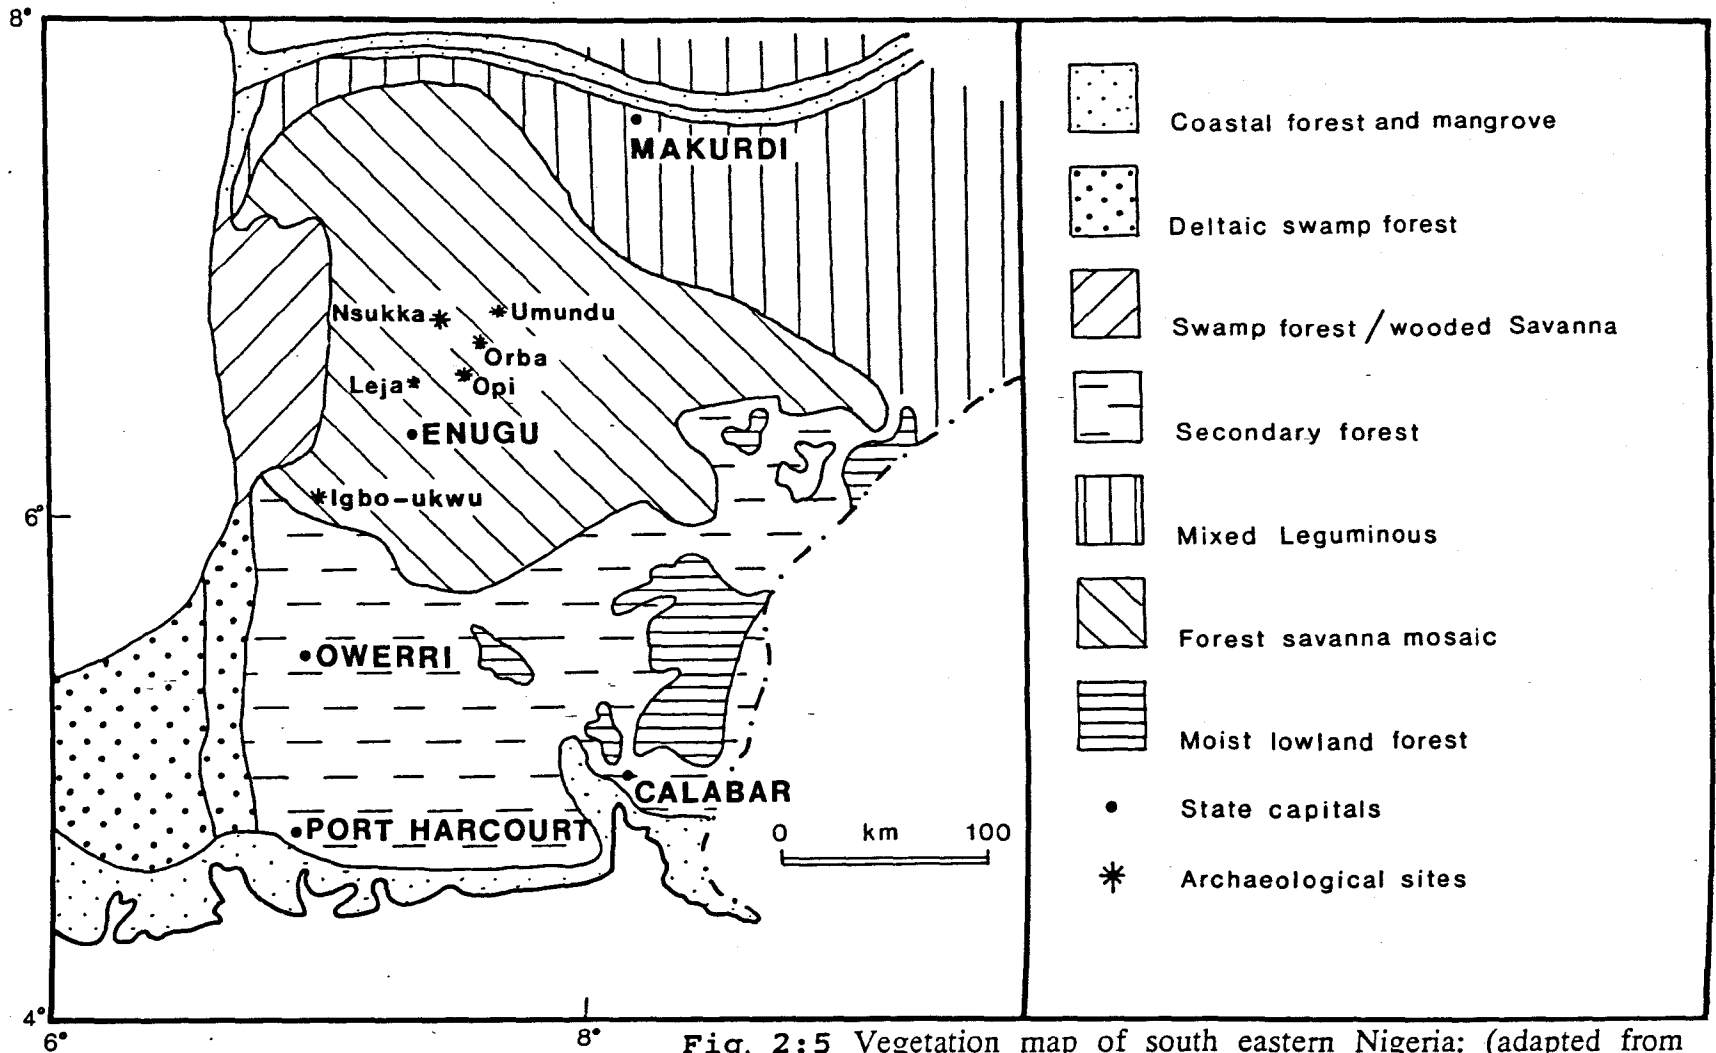 8°
MAKURDI
Nsukka
Umundu
Orba
Leja
Opi
ENUGU
Igbo-ukwu
6°
OWERRI
CALABAR
PORT HARCOURT
0 km 100
4°
6°
8°
Coastal forest and mangrove
Deltaic swamp forest
Swamp forest / wooded Savanna
Secondary forest
Mixed Leguminous
Forest savanna mosaic
Moist lowland forest
State capitals
Archaeological sites
Fig. 2:5 Vegetation map of south eastern Nigeria: (adapted from